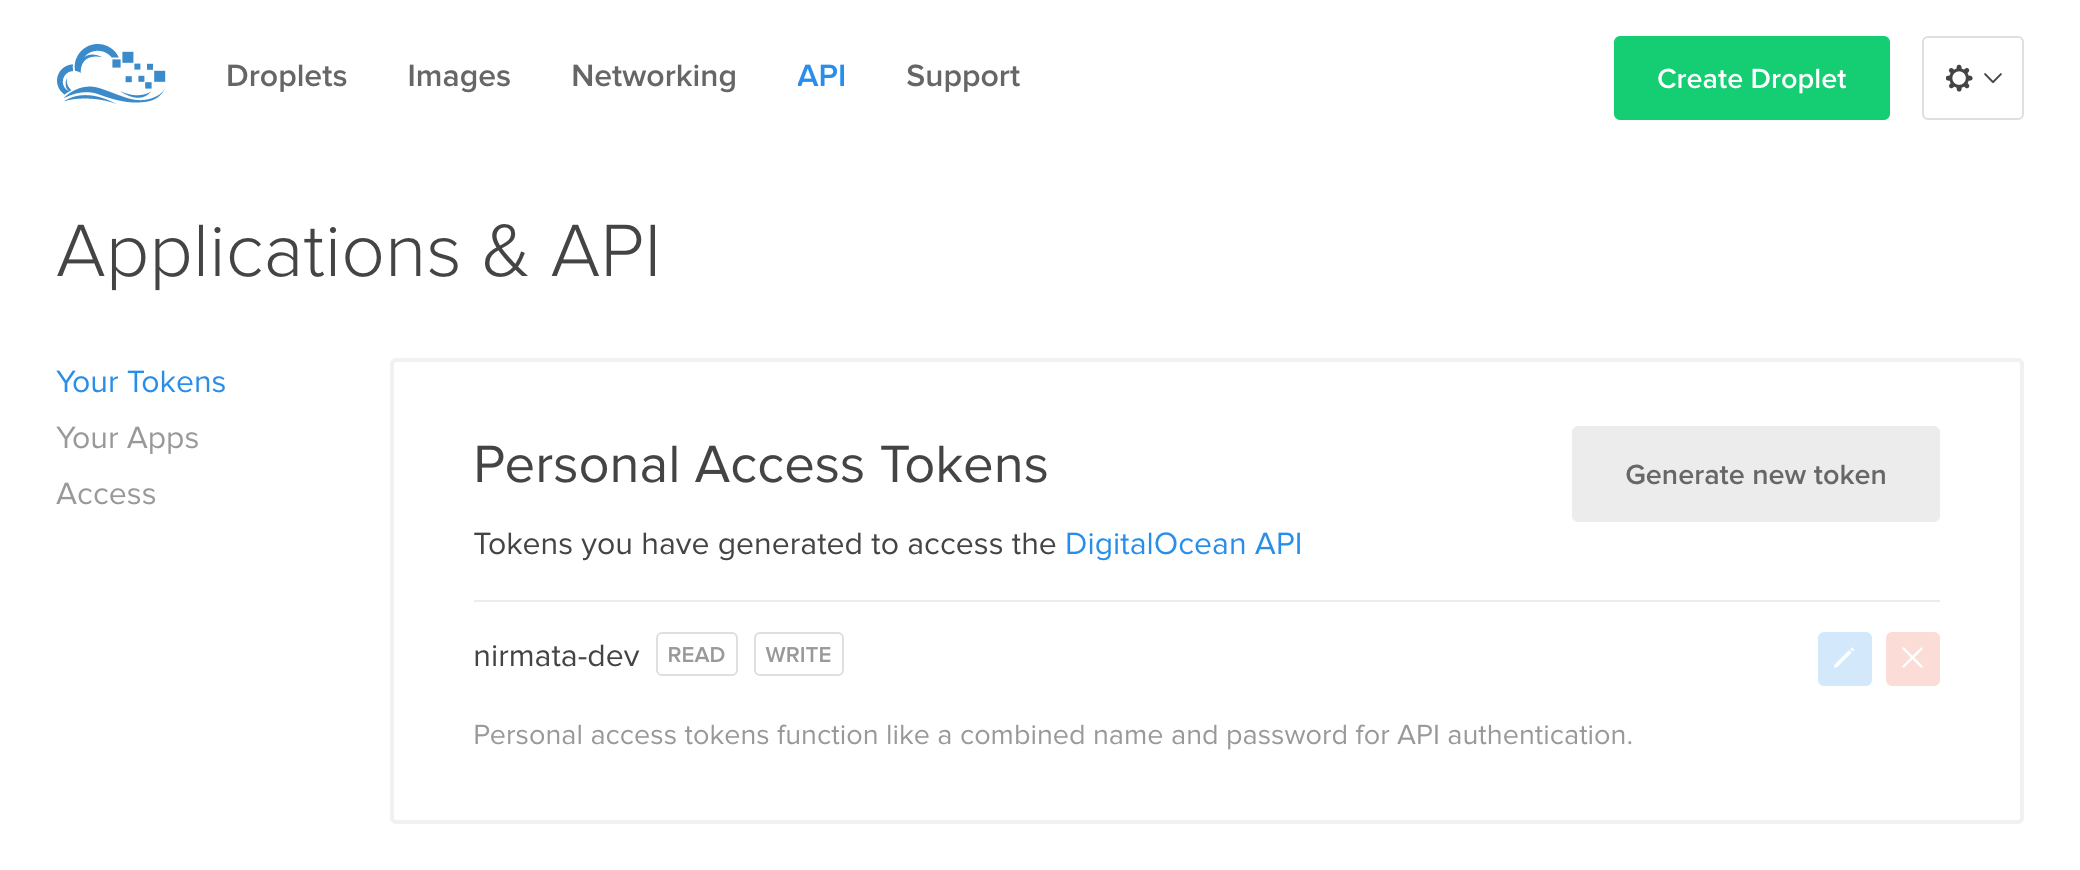 Droplets Images Networking API Support Create Droplet
Applications & API
Your Tokens
Your Apps
Access
Personal Access Tokens
Generate new token
Tokens you have generated to access the DigitalOcean API
nirmata-dev READ WRITE
Personal access tokens function like a combined name and password for API authentication.